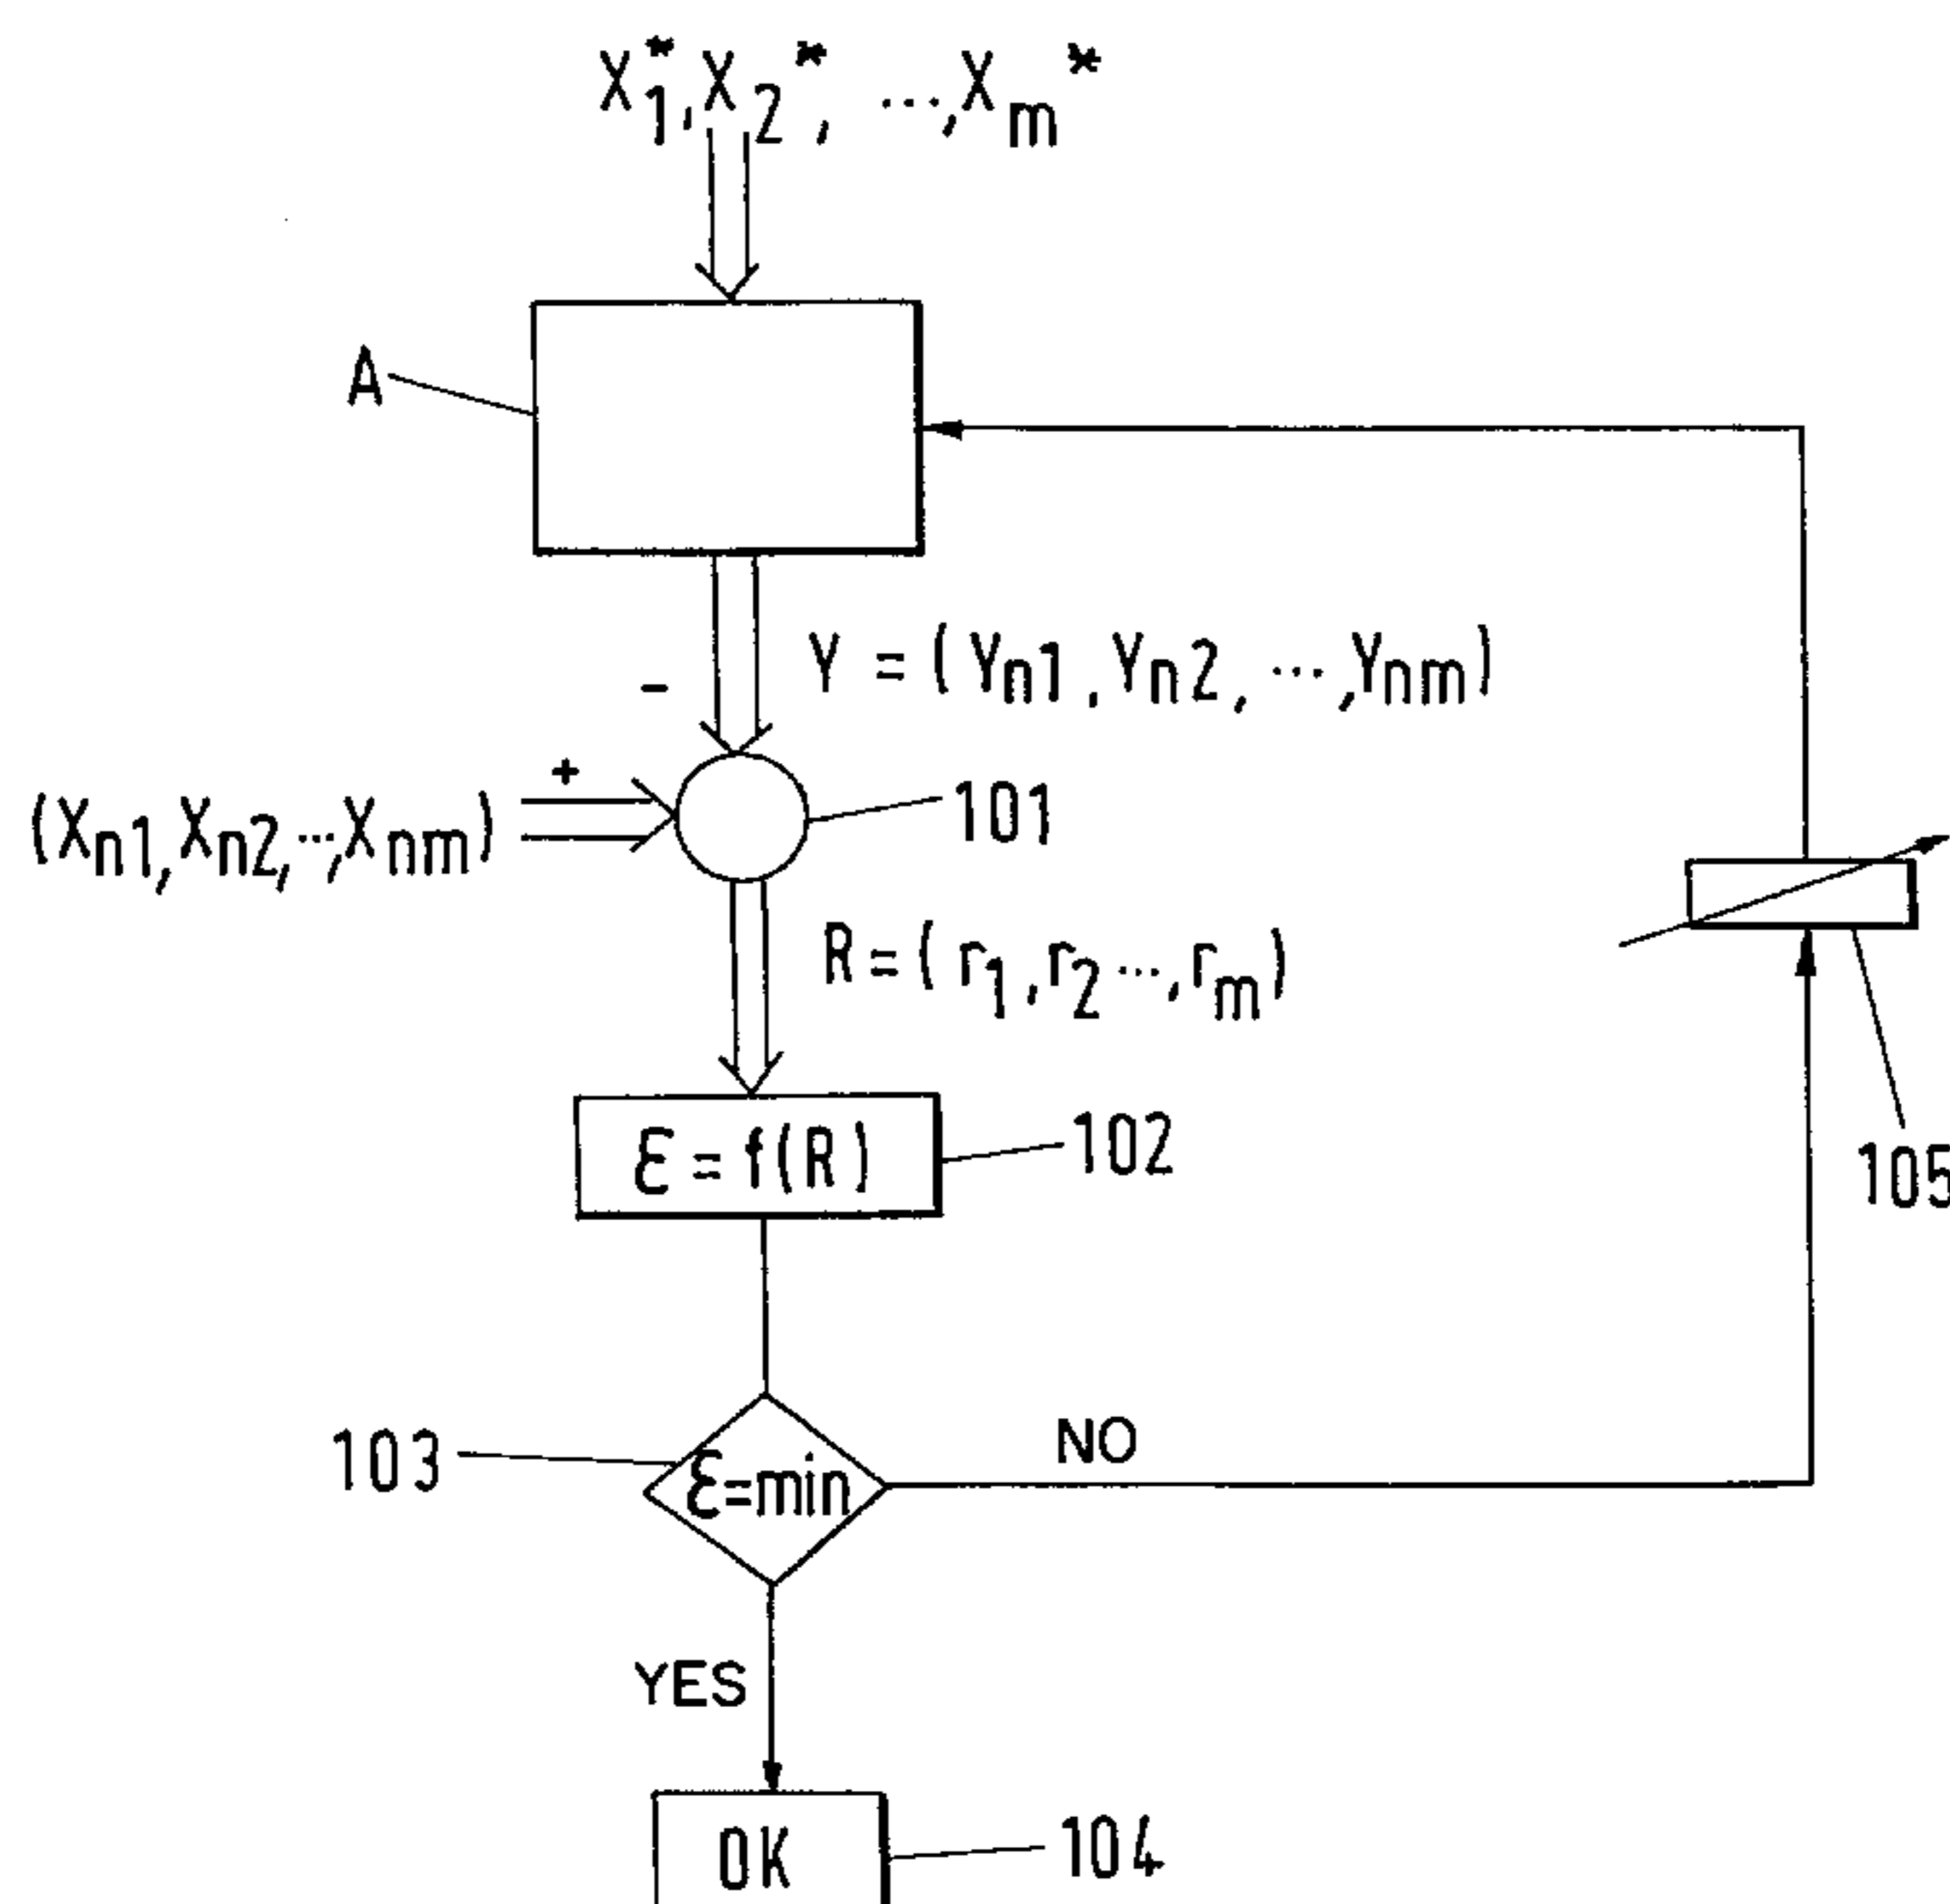 X₁*, X₂*, ..., Xₘ*
A
Y = (Yn1, Yn2, ..., Ynm)
-
+
(Xn1, Xn2, .., Xnm)
101
R = (r₁, r₂ ..., rₘ)
ε = f(R)
102
105
103
ε=min
NO
YES
OK
104